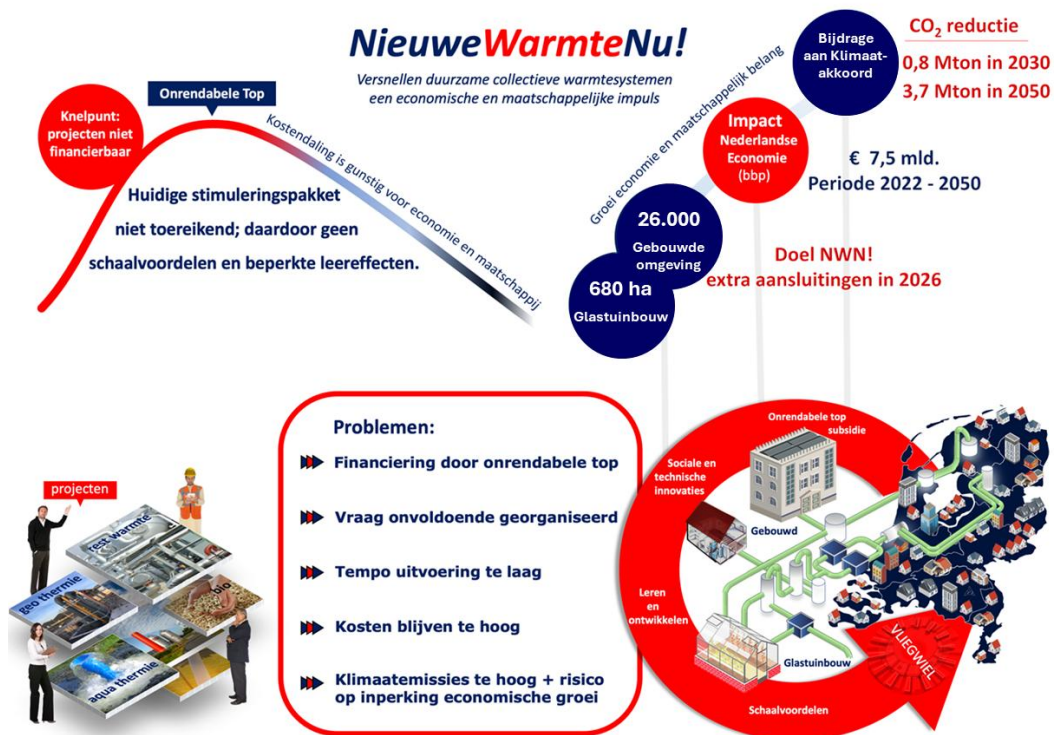 NieuweWarmteNu!
Versnellen duurzame collectieve warmtesystemen
een economische en maatschappelijke impuls
Knelpunt:
projecten niet
financierbaar
Onrendabele Top
Kostendaling is gunstig voor economie en maatschappij
Huidige stimuleringspakket
niet toereikend; daardoor geen
schaalvoordelen en beperkte leereffecten.
Groei economie en maatschappelijk belang
Bijdrage
aan Klimaat-
akkoord
CO₂ reductie
0,8 Mton in 2030
3,7 Mton in 2050
Impact
Nederlandse
Economie
(bbp)
€ 7,5 mld.
Periode 2022 - 2050
26.000
Gebouwde
omgeving
680 ha
Glastuinbouw
Doel NWN!
extra aansluitingen in 2026
projecten
rest warmte
geo thermie
bio
aqua thermie
Problemen:
Financiering door onrendabele top
Vraag onvoldoende georganiseerd
Tempo uitvoering te laag
Kosten blijven te hoog
Klimaatemissies te hoog + risico
op inperking economische groei
Onrendabele top
subsidie
Sociale en
technische
innovaties
Gebouwd
Leren en
ontwikkelen
Glastuinbouw
Schaalvoordelen
VLIEGWIEL